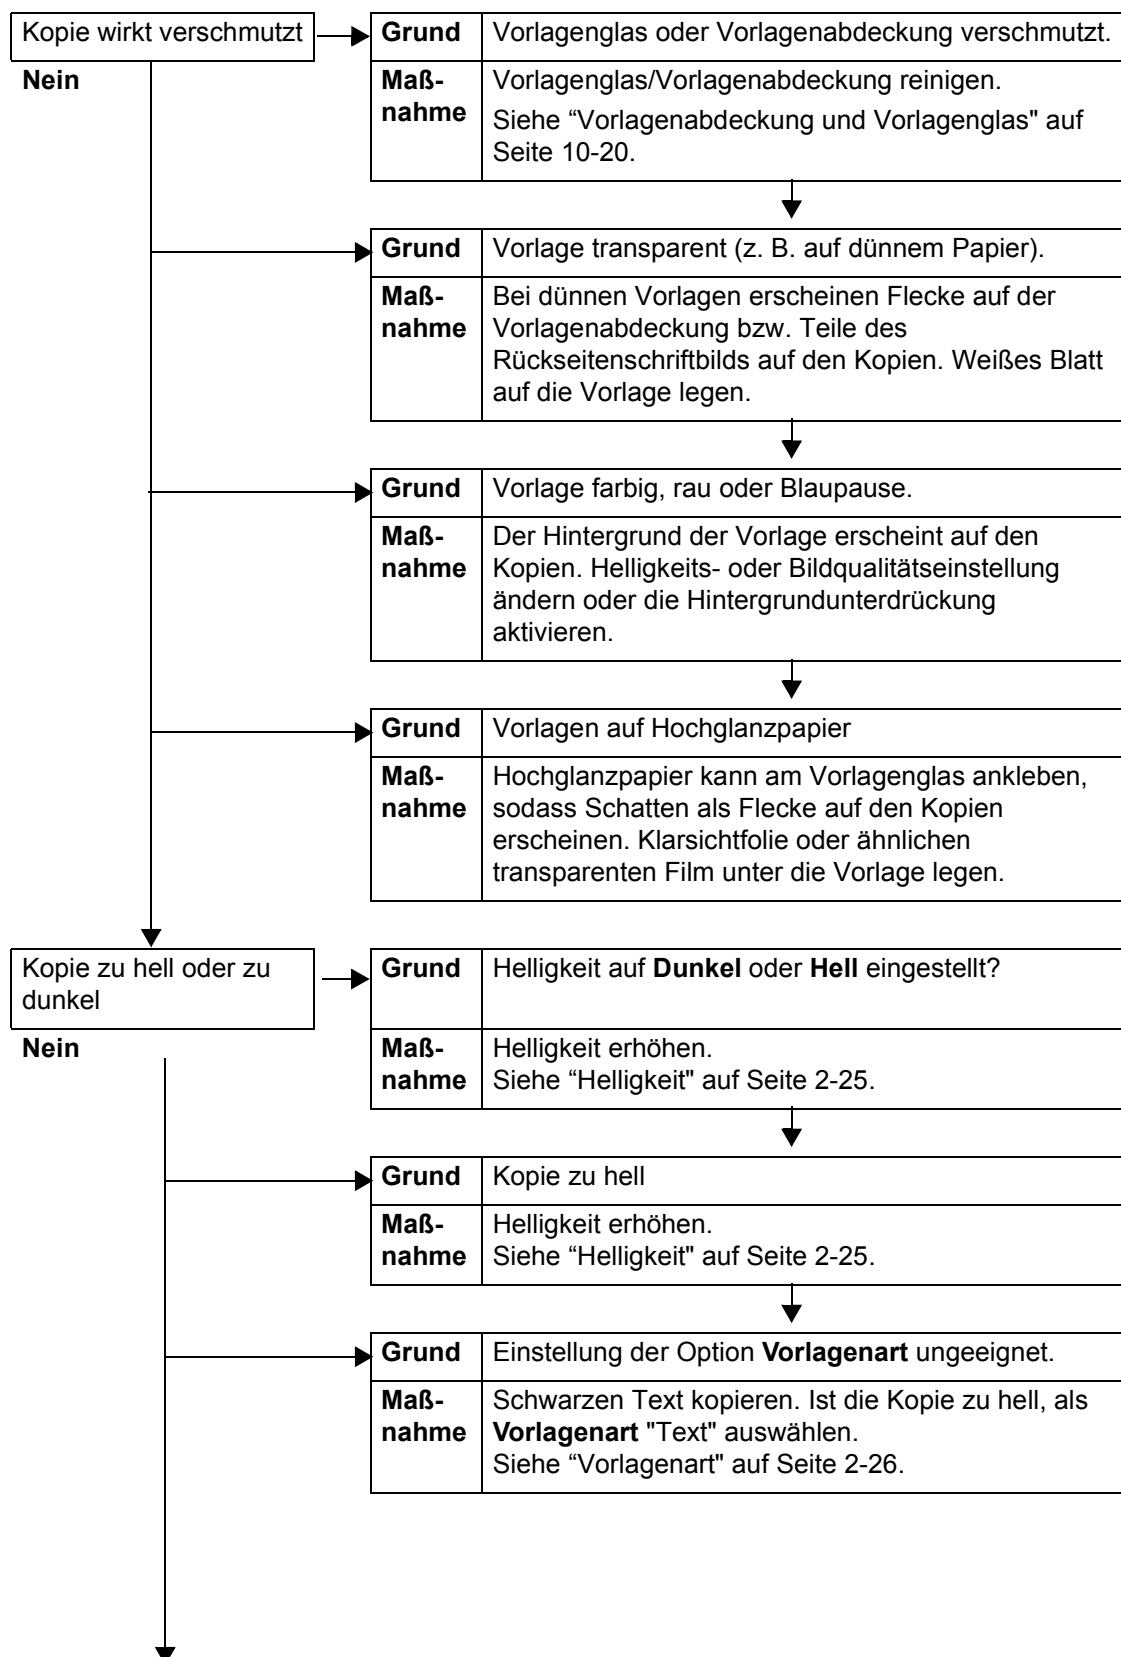 Kopie wirkt verschmutzt
Grund
Vorlagenglas oder Vorlagenabdeckung verschmutzt.
Nein
Maß-
nahme
Vorlagenglas/Vorlagenabdeckung reinigen.
Siehe “Vorlagenabdeckung und Vorlagenglas" auf
Seite 10-20.
Grund
Vorlage transparent (z. B. auf dünnem Papier).
Maß-
nahme
Bei dünnen Vorlagen erscheinen Flecke auf der
Vorlagenabdeckung bzw. Teile des
Rückseitenschriftbilds auf den Kopien. Weißes Blatt
auf die Vorlage legen.
Grund
Vorlage farbig, rau oder Blaupause.
Maß-
nahme
Der Hintergrund der Vorlage erscheint auf den
Kopien. Helligkeits- oder Bildqualitätseinstellung
ändern oder die Hintergrundunterdrückung
aktivieren.
Grund
Vorlagen auf Hochglanzpapier
Maß-
nahme
Hochglanzpapier kann am Vorlagenglas ankleben,
sodass Schatten als Flecke auf den Kopien
erscheinen. Klarsichtfolie oder ähnlichen
transparenten Film unter die Vorlage legen.
Kopie zu hell oder zu
dunkel
Grund
Helligkeit auf Dunkel oder Hell eingestellt?
Nein
Maß-
nahme
Helligkeit erhöhen.
Siehe “Helligkeit" auf Seite 2-25.
Grund
Kopie zu hell
Maß-
nahme
Helligkeit erhöhen.
Siehe “Helligkeit" auf Seite 2-25.
Grund
Einstellung der Option Vorlagenart ungeeignet.
Maß-
nahme
Schwarzen Text kopieren. Ist die Kopie zu hell, als
Vorlagenart "Text" auswählen.
Siehe “Vorlagenart" auf Seite 2-26.